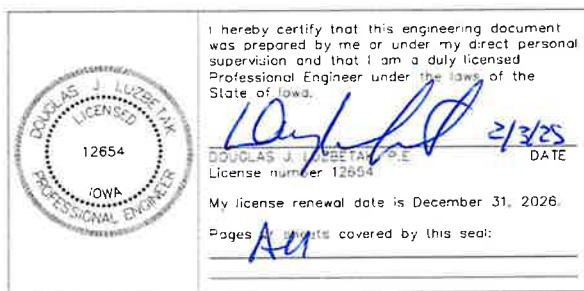 DOUGLAS J. LUZBETAK
LICENSED
12654
IOWA
PROFESSIONAL ENGINEER
I hereby certify that this engineering document
was prepared by me or under my direct personal
supervision and that I am a duly licensed
Professional Engineer under the laws of the
State of Iowa.
2/3/25
DOUGLAS J. LUZBETAK, P.E. DATE
License number 12654
My license renewal date is December 31, 2026.
Pages or sheets covered by this seal:
All